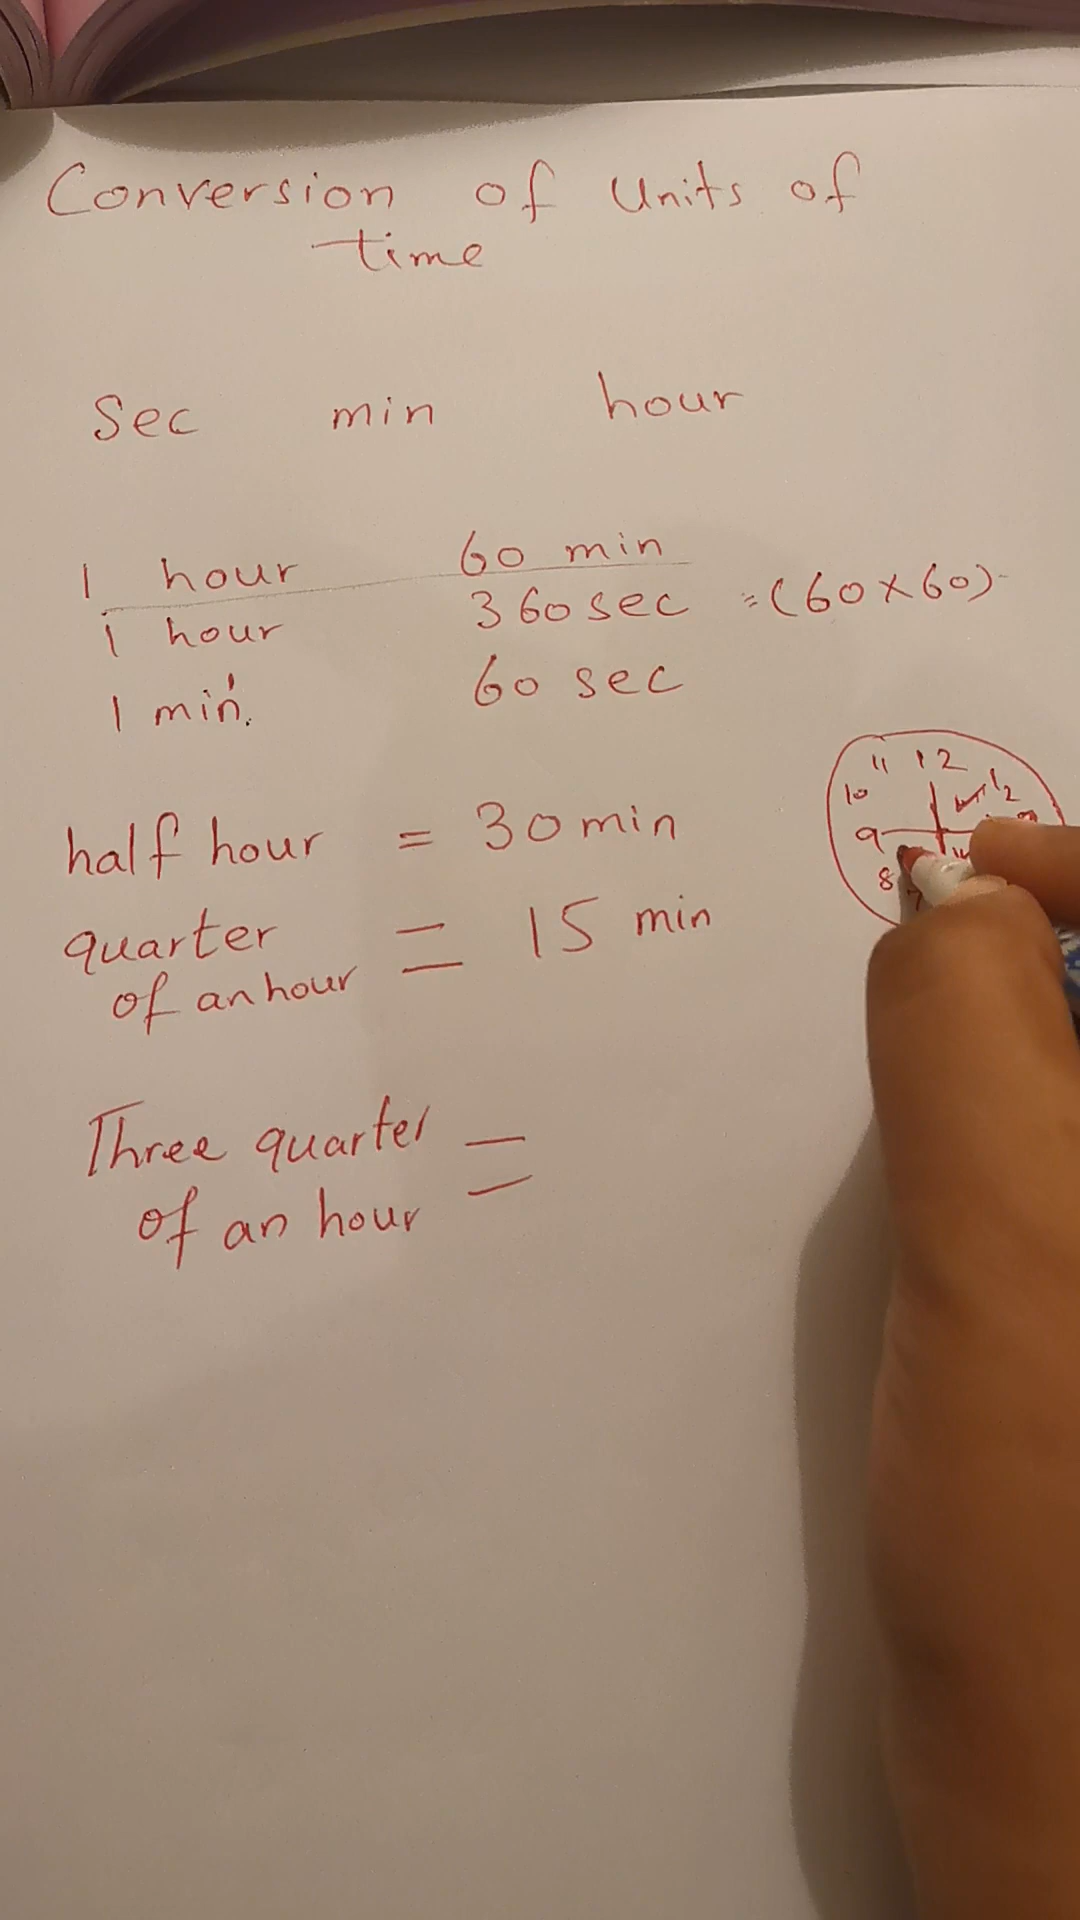 Conversion of Units of
time
Sec min hour
1 hour 60 min
1 hour 360 sec = (60 x 60)
1 min. 60 sec
half hour = 30 min
quarter = 15 min
of an hour
Three quarter =
of an hour
11 12
10
9
8